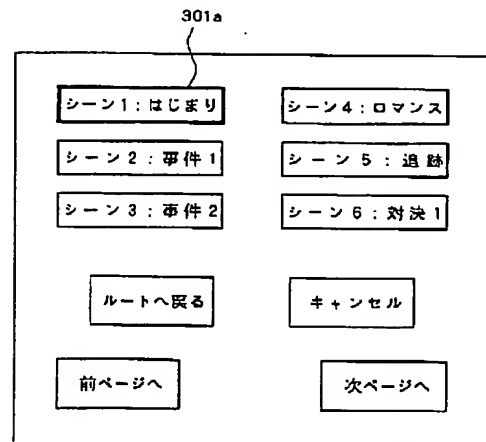 301a
シーン1:はじまり
シーン4:ロマンス
シーン2:事件1
シーン5:追跡
シーン3:事件2
シーン6:対決1
ルートへ戻る
キャンセル
前ページへ
次ページへ